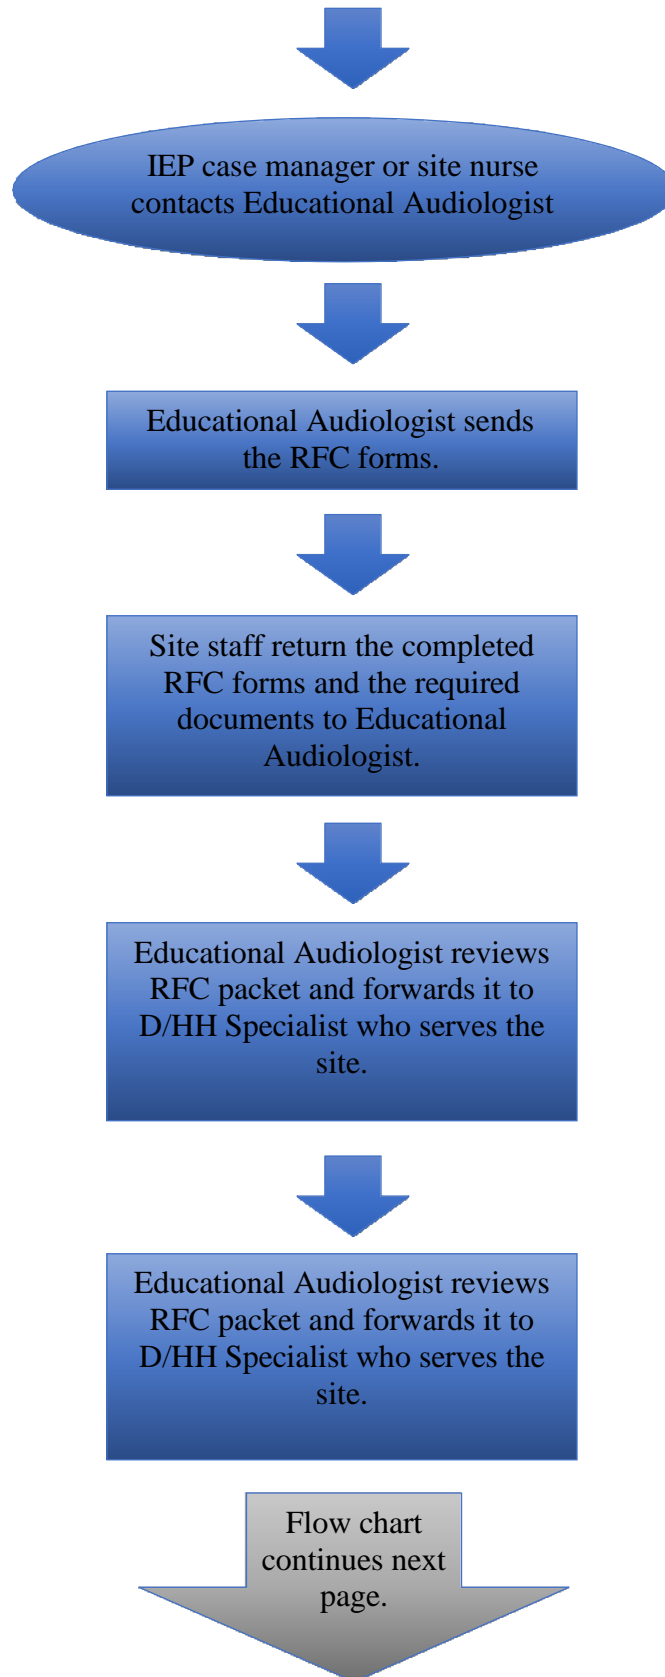 IEP case manager or site nurse
contacts Educational Audiologist
Educational Audiologist sends
the RFC forms.
Site staff return the completed
RFC forms and the required
documents to Educational
Audiologist.
Educational Audiologist reviews
RFC packet and forwards it to
D/HH Specialist who serves the
site.
Educational Audiologist reviews
RFC packet and forwards it to
D/HH Specialist who serves the
site.
Flow chart
continues next
page.